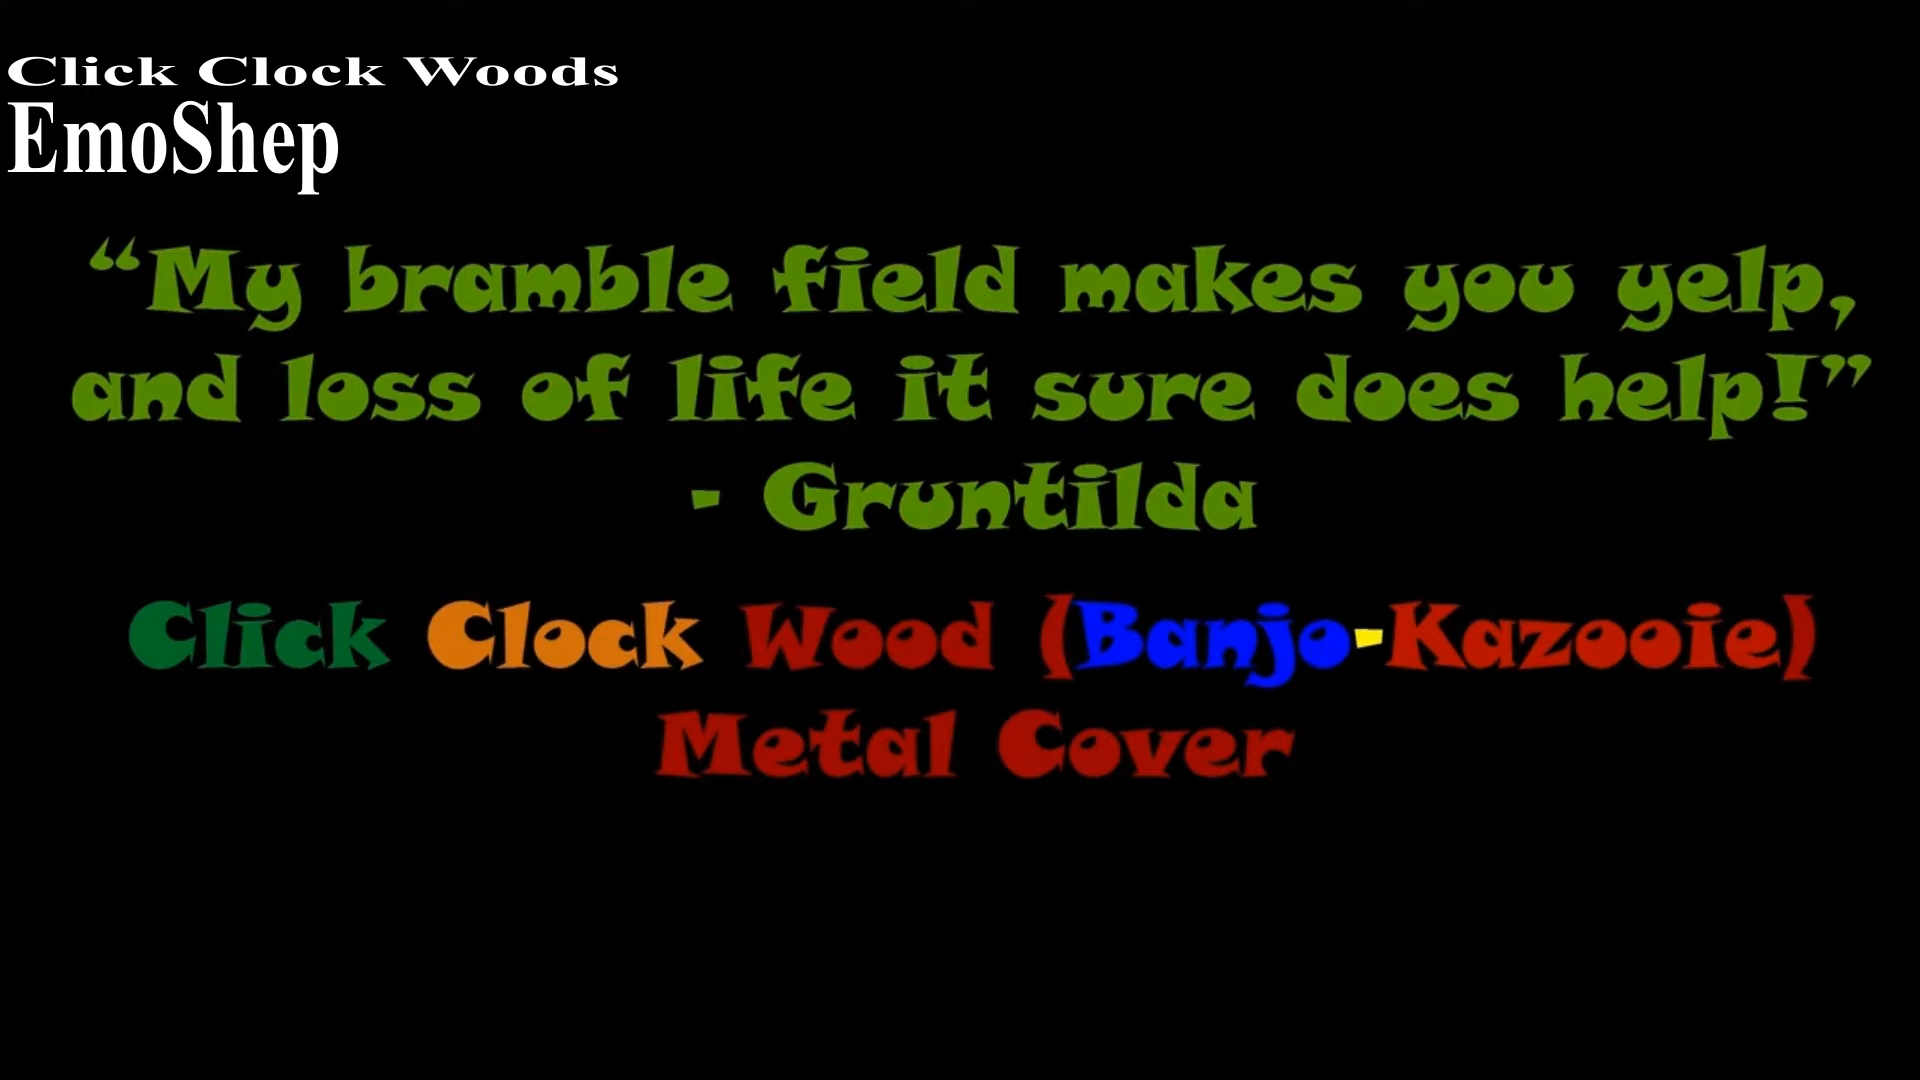 Click Clock Woods
EmoShep
“My bramble field makes you yelp,
and loss of life it sure does help!”
- Gruntilda
Click Clock Wood (Banjo-Kazooie)
Metal Cover